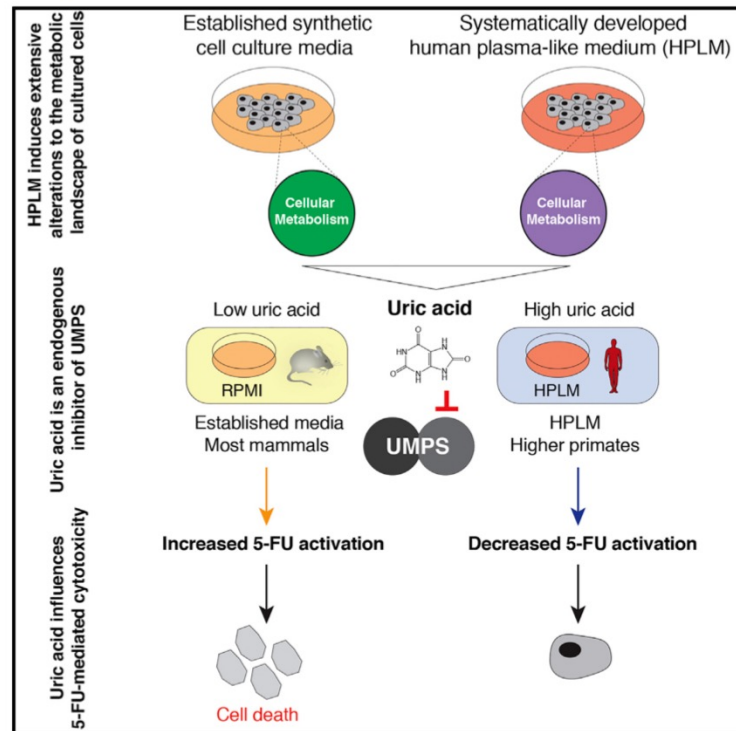 HPLM induces extensive
alterations to the metabolic
landscape of cultured cells
Established synthetic
cell culture media
Systematically developed
human plasma-like medium (HPLM)
Cellular
Metabolism
Cellular
Metabolism
Uric acid is an endogenous
inhibitor of UMPS
Low uric acid
RPMI
Established media
Most mammals
Uric acid
O
H
N
HN
O
O
N
H
N
H
UMPS
High uric acid
HPLM
HPLM
Higher primates
Uric acid influences
5-FU-mediated cytotoxicity
Increased 5-FU activation
Decreased 5-FU activation
Cell death